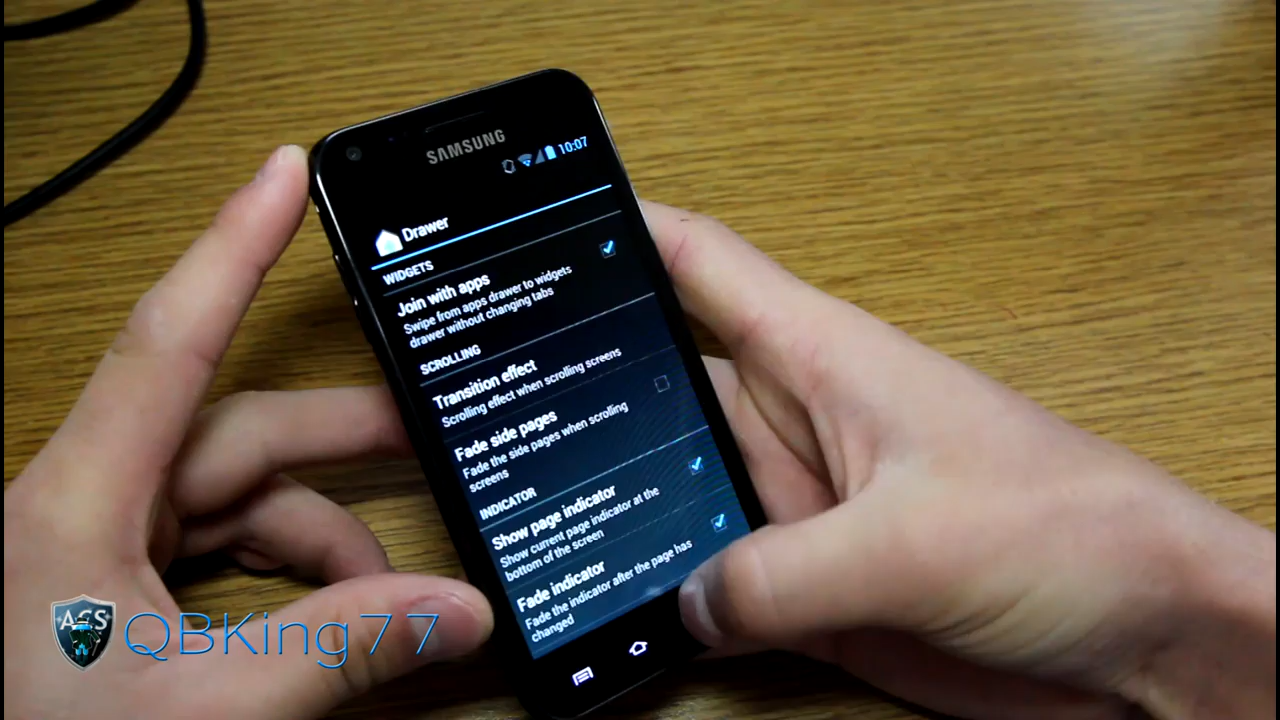 SAMSUNG
10:07
Drawer
WIDGETS
Join with apps
Swipe from apps drawer to widgets
drawer without changing tabs
SCROLLING
Transition effect
Scrolling effect when scrolling screens
Fade side pages
Fade the side pages when scrolling
screens
INDICATOR
Show page indicator
Show current page indicator at the
bottom of the screen
Fade indicator
Fade the indicator after the page has
changed
ACS
QBKing77